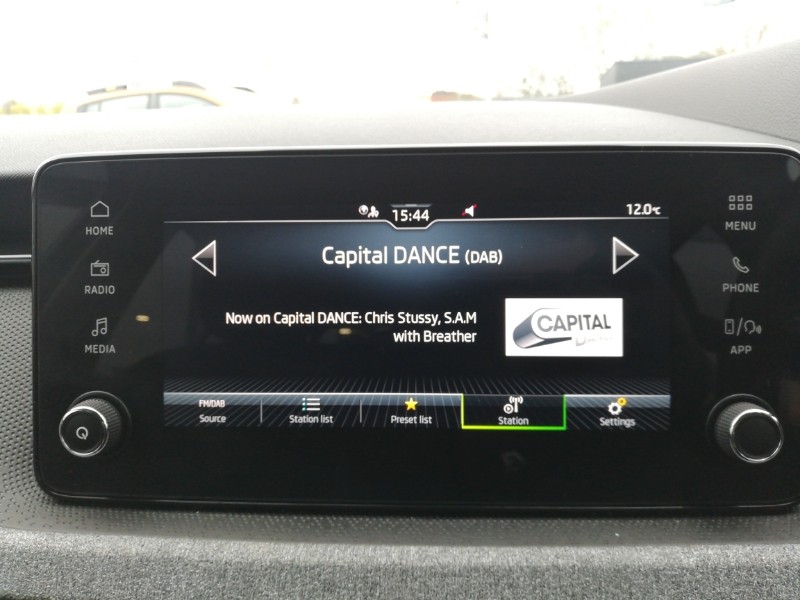 15:44
12.0°C
HOME
RADIO
MEDIA
Capital DANCE (DAB)
Now on Capital DANCE: Chris Stussy, S.A.M
with Breather
CAPITAL
MENU
PHONE
APP
FM/DAB
Source
Station list
Preset list
Station
Settings